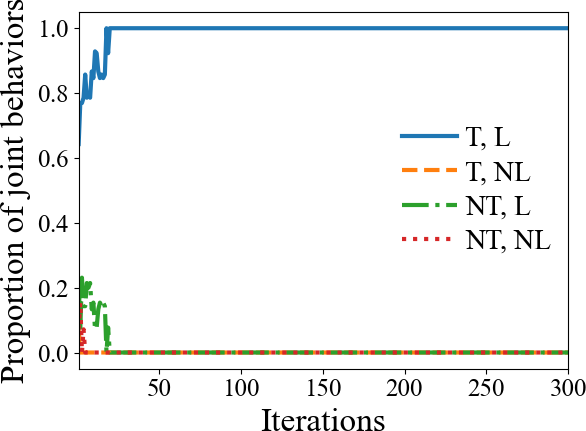 Proportion of joint behaviors
1.0
0.8
0.6
0.4
0.2
0.0
T, L
T, NL
NT, L
NT, NL
50 100 150 200 250 300
Iterations